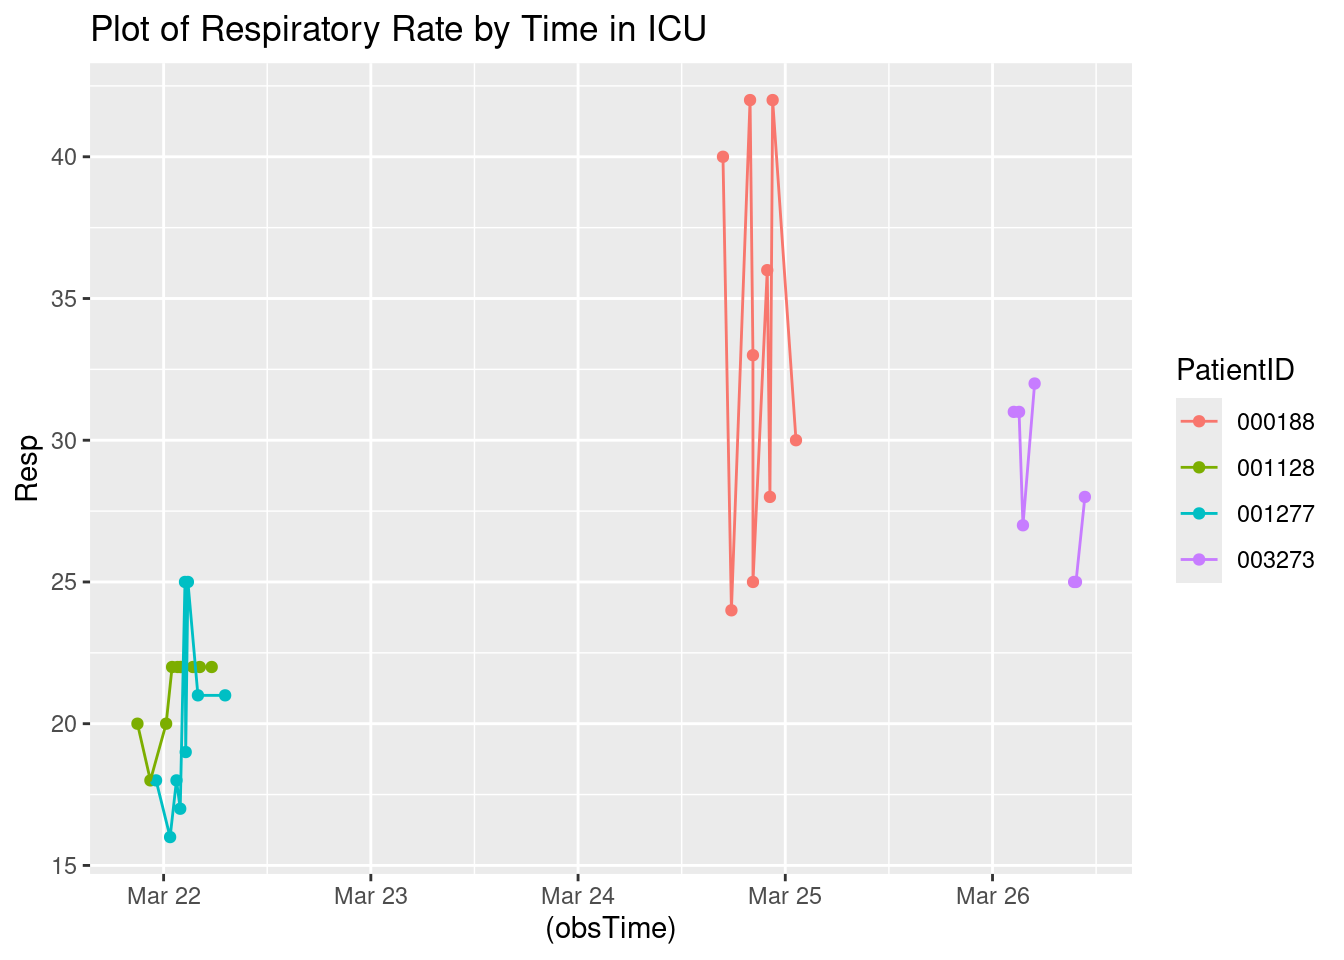 Plot of Respiratory Rate by Time in ICU
40
35
30
25
20
15
Resp
Mar 22 Mar 23 Mar 24 Mar 25 Mar 26
(obsTime)
PatientID
000188
001128
001277
003273